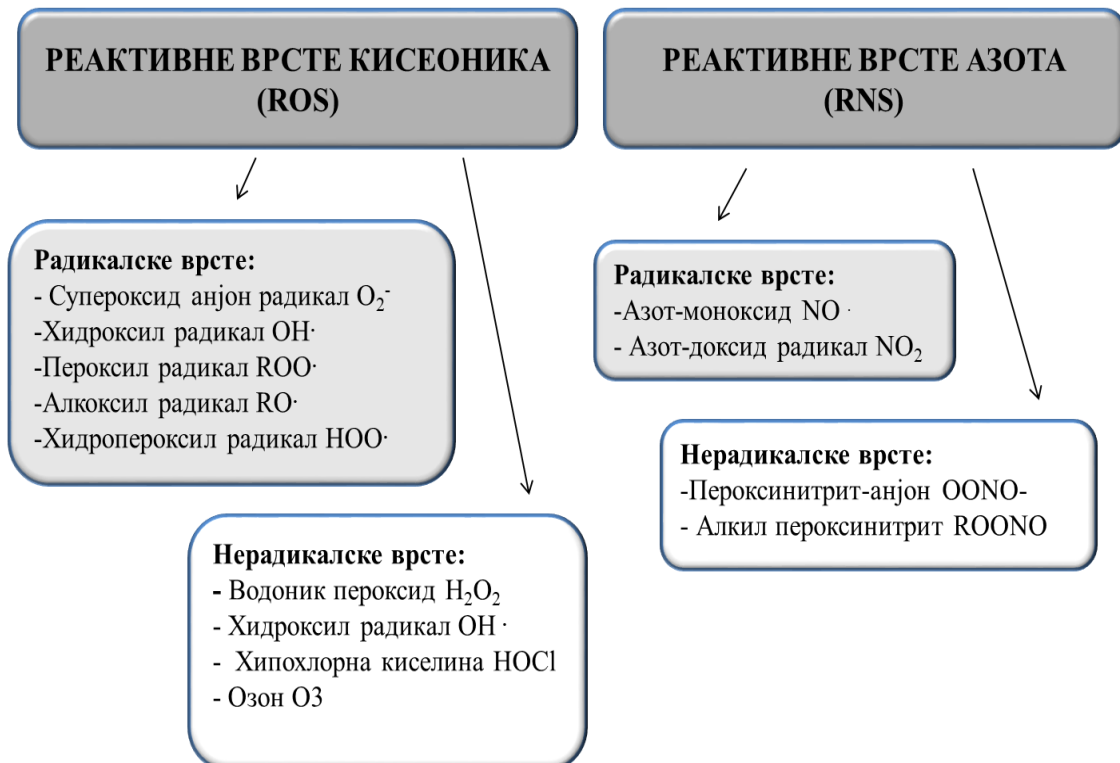 РЕАКТИВНЕ ВРСТЕ КИСЕОНИКА
(ROS)
Радикалске врсте:
- Супероксид анјон радикал O₂⁻
-Хидроксил радикал OH·
-Пероксил радикал ROO·
-Алкоксил радикал RO·
-Хидропероксил радикал HOO·
Нерадикалске врсте:
- Водоник пероксид H₂O₂
- Хидроксил радикал OH ·
- Хипохлорна киселина HOCl
- Озон O3
РЕАКТИВНЕ ВРСТЕ АЗОТА
(RNS)
Радикалске врсте:
-Азот-моноксид NO ·
- Азот-доксид радикал NO₂
Нерадикалске врсте:
-Пероксинитрит-анјон OONO-
- Алкил пероксинитрит ROONO